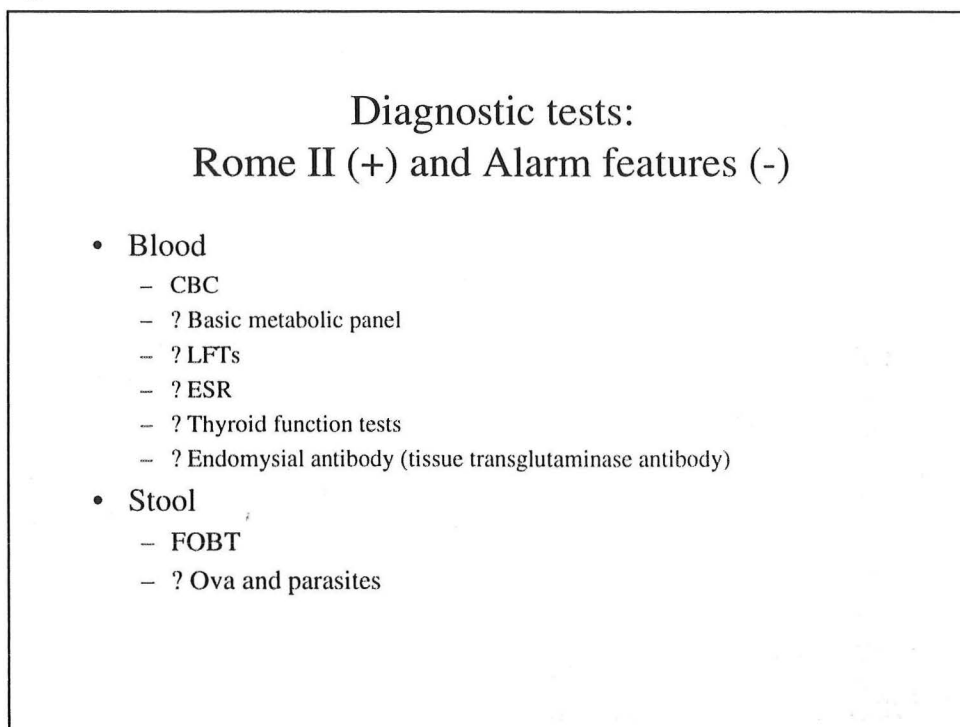 Diagnostic tests:
Rome II (+) and Alarm features (-)
• Blood
– CBC
– ? Basic metabolic panel
– ? LFTs
– ? ESR
– ? Thyroid function tests
– ? Endomysial antibody (tissue transglutaminase antibody)
• Stool
– FOBT
– ? Ova and parasites